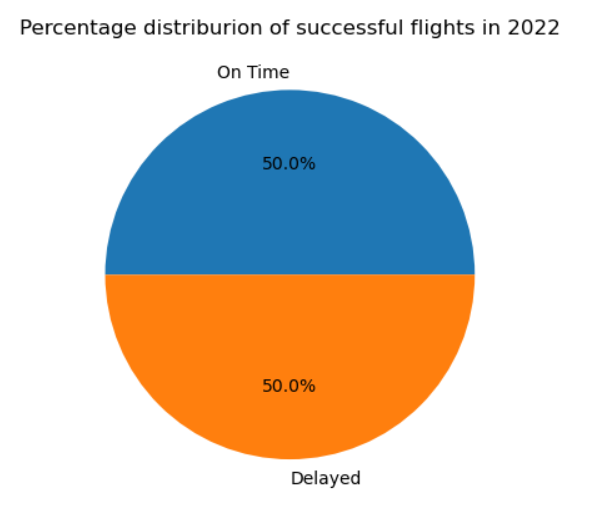 Percentage distriburion of successful flights in 2022
On Time
50.0%
50.0%
Delayed